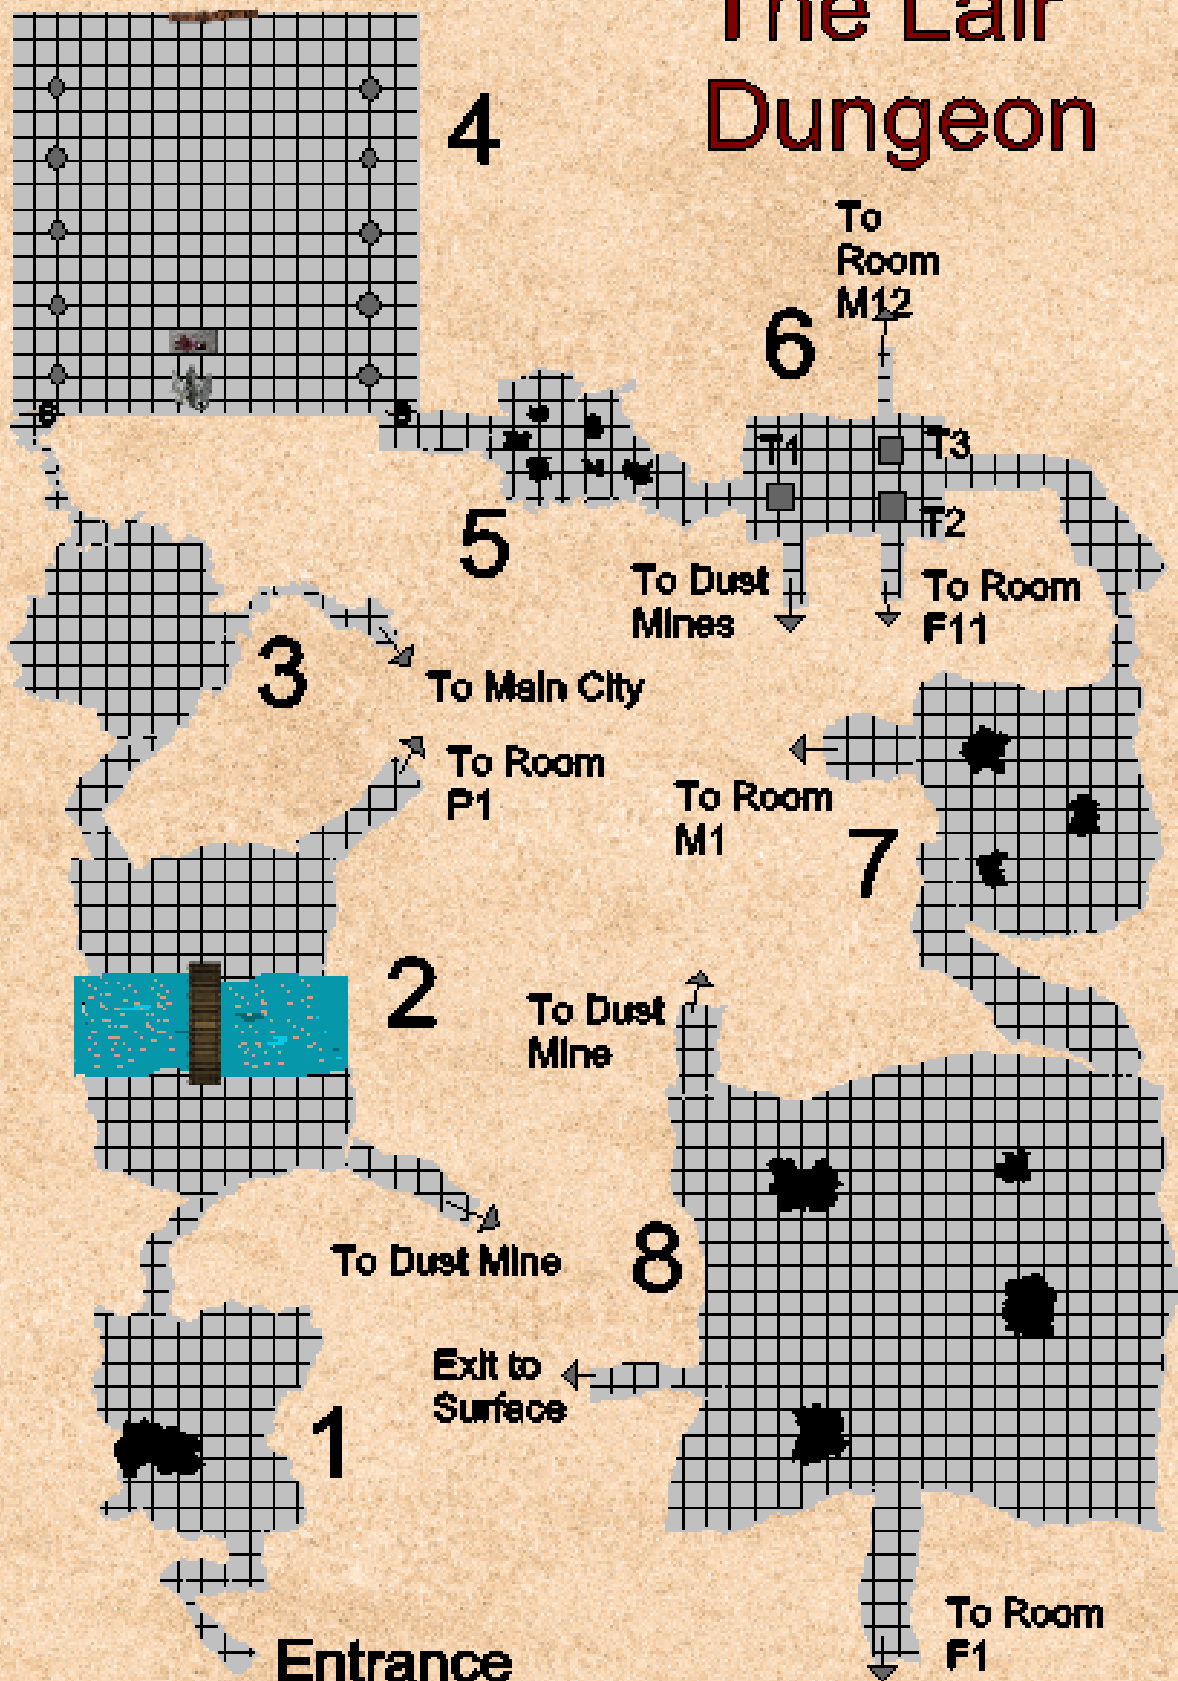 The Lair
Dungeon
4
To
Room
M12
6
T1
T3
T2
5
To Dust
Mines
To Room
F11
3
To Main City
To Room
P1
To Room
M1
7
2
To Dust
Mine
To Dust Mine
8
Exit to
Surface
1
To Room
F1
Entrance